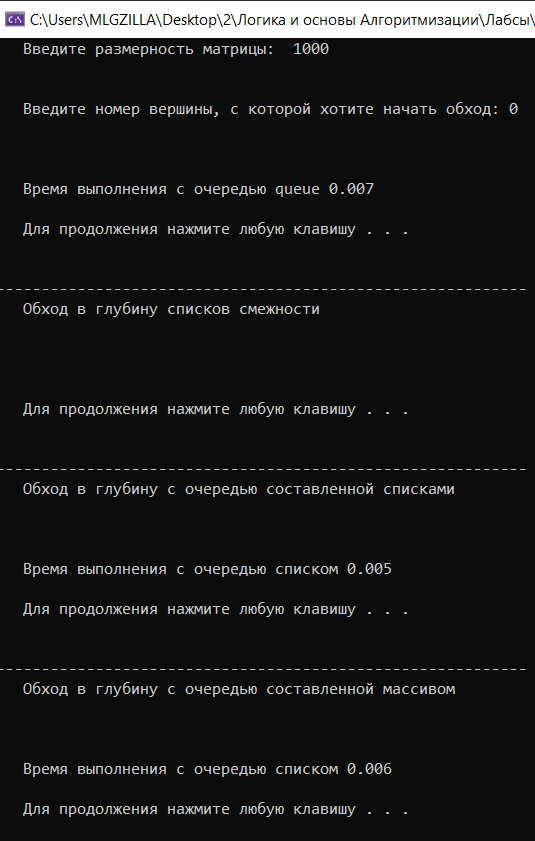 C:\Users\MLGZILLA\Desktop\2\Логика и основы Алгоритмизации\Лабсы\
Введите размерность матрицы:  1000
Введите номер вершины, с которой хотите начать обход: 0
Время выполнения с очередью queue 0.007
Для продолжения нажмите любую клавишу . . .
-----------------------------------------------------------
Обход в глубину списков смежности
Для продолжения нажмите любую клавишу . . .
-----------------------------------------------------------
Обход в глубину с очередью составленной списками
Время выполнения с очередью списком 0.005
Для продолжения нажмите любую клавишу . . .
-----------------------------------------------------------
Обход в глубину с очередью составленной массивом
Время выполнения с очередью списком 0.006
Для продолжения нажмите любую клавишу . . .